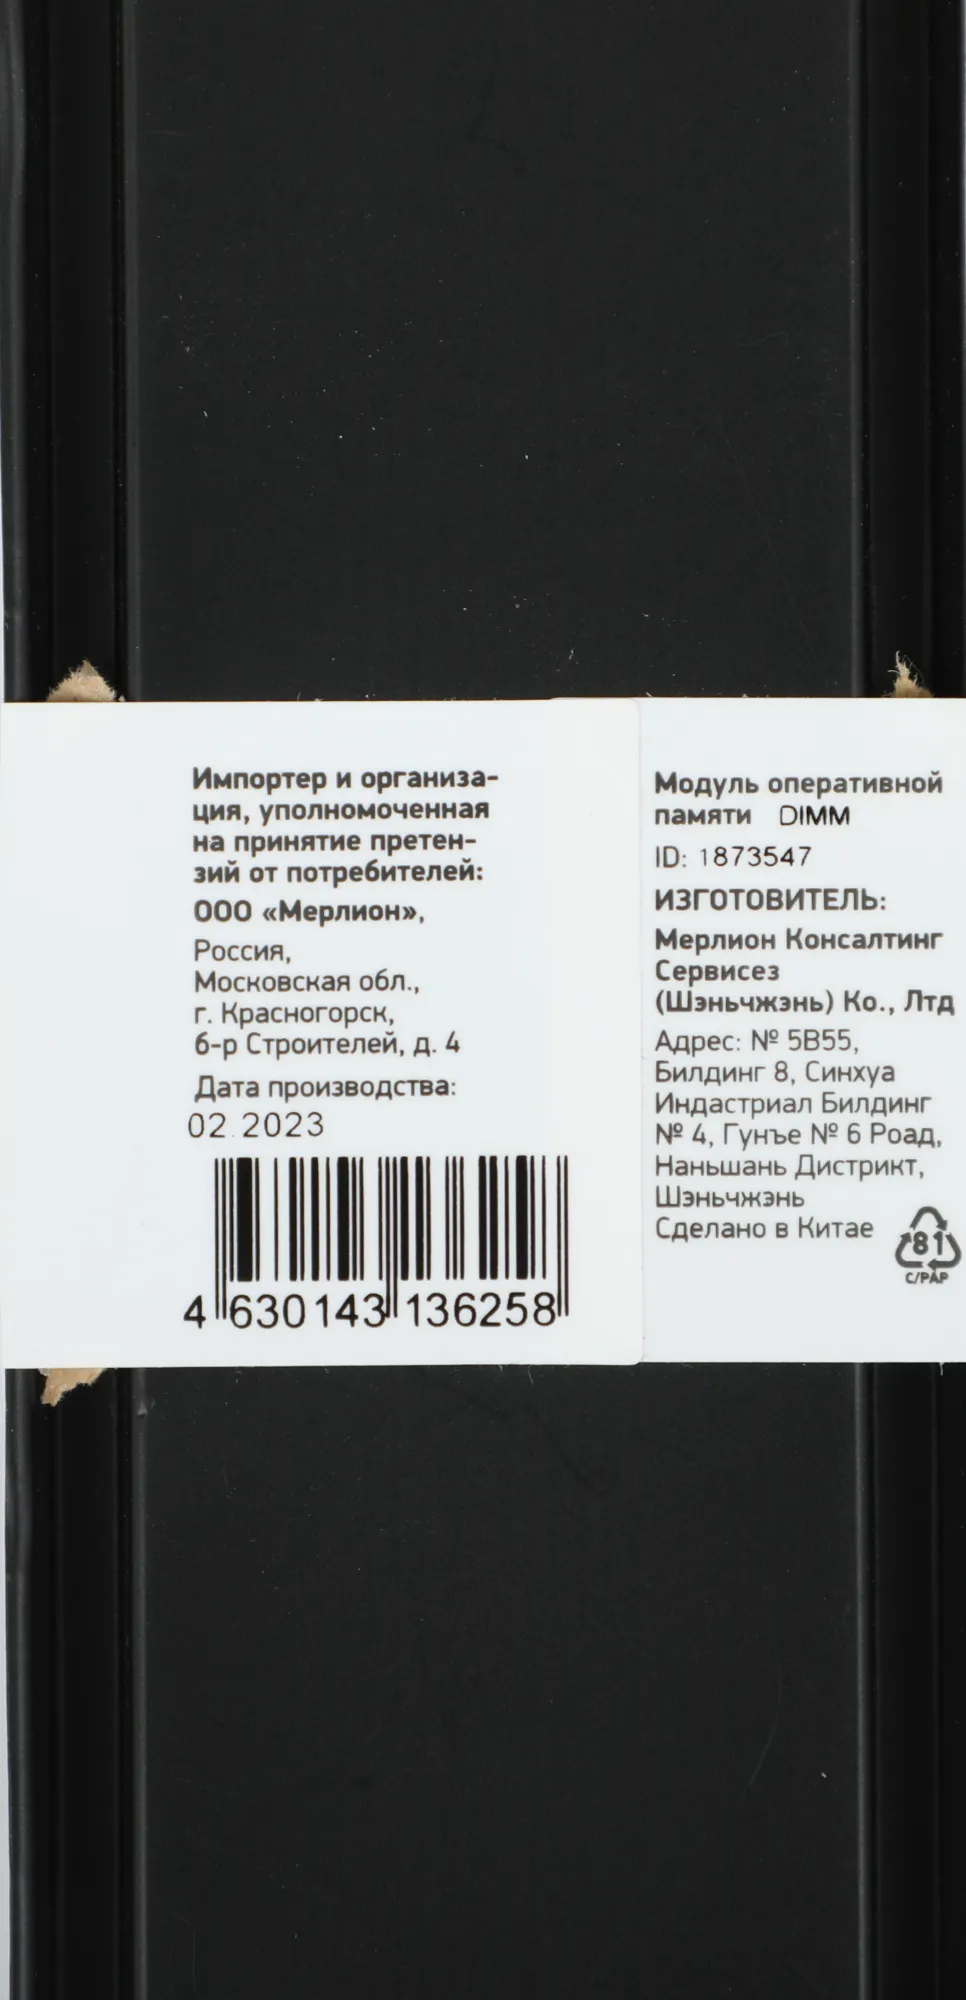 Импортер и организа-
ция, уполномоченная
на принятие претен-
зий от потребителей:
ООО «Мерлион»,
Россия,
Московская обл.,
г. Красногорск,
б-р Строителей, д. 4
Дата производства:
02.2023
4 630143 136258
Модуль оперативной
памяти DIMM
ID: 1873547
ИЗГОТОВИТЕЛЬ:
Мерлион Консалтинг
Сервисез
(Шэньчжэнь) Ко., Лтд
Адрес: № 5В55,
Билдинг 8, Синхуа
Индастриал Билдинг
№ 4, Гунъе № 6 Роад,
Наньшань Дистрикт,
Шэньчжэнь
Сделано в Китае
81
C/PAP